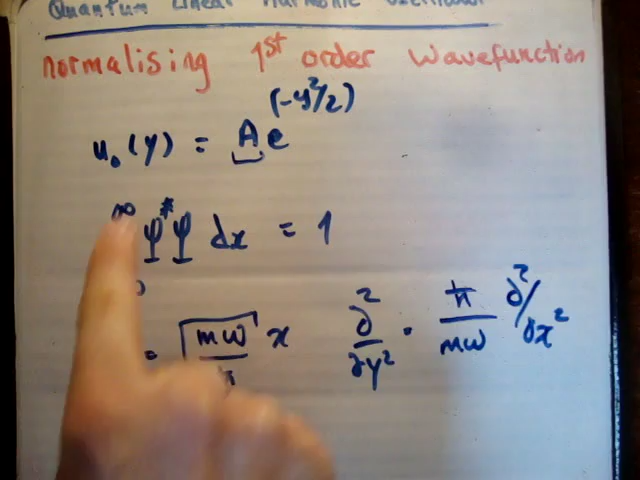 Quantum Linear Harmonic Oscillator
normalising 1st order wavefunction
u₀(y) = Ae^(-y²/2)
∞ ψ*ψ dx = 1
= √(mω/ħ) x ∂²/∂y² = ħ/mω ∂²/∂x²